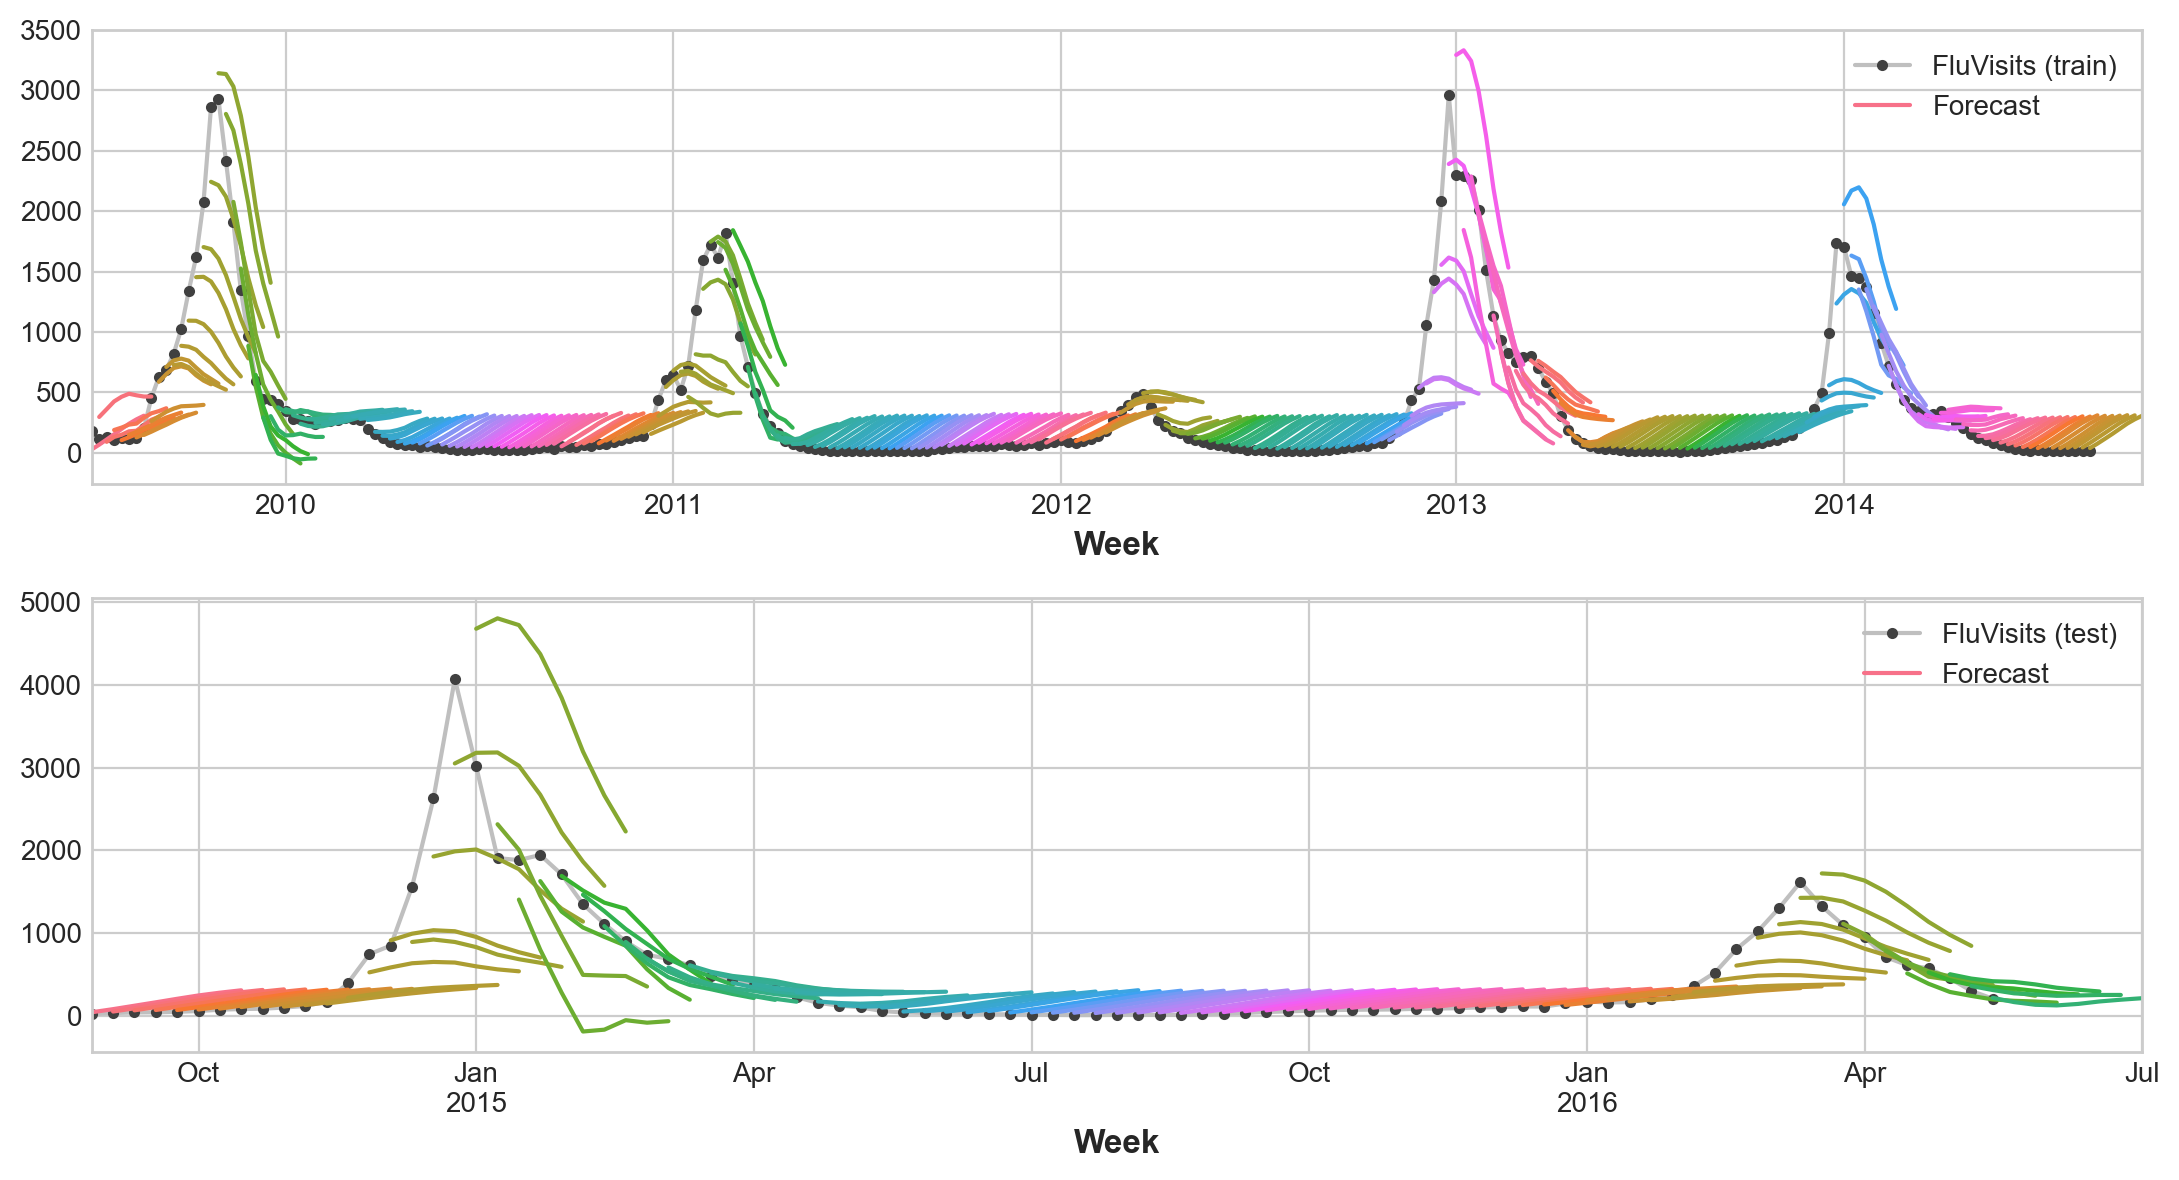 3500
3000
2500
2000
1500
1000
500
0
FluVisits (train)
Forecast
2010 2011 2012 2013 2014
Week
5000
4000
3000
2000
1000
0
FluVisits (test)
Forecast
Oct Jan Apr Jul Oct Jan Apr Jul
2015 2016
Week